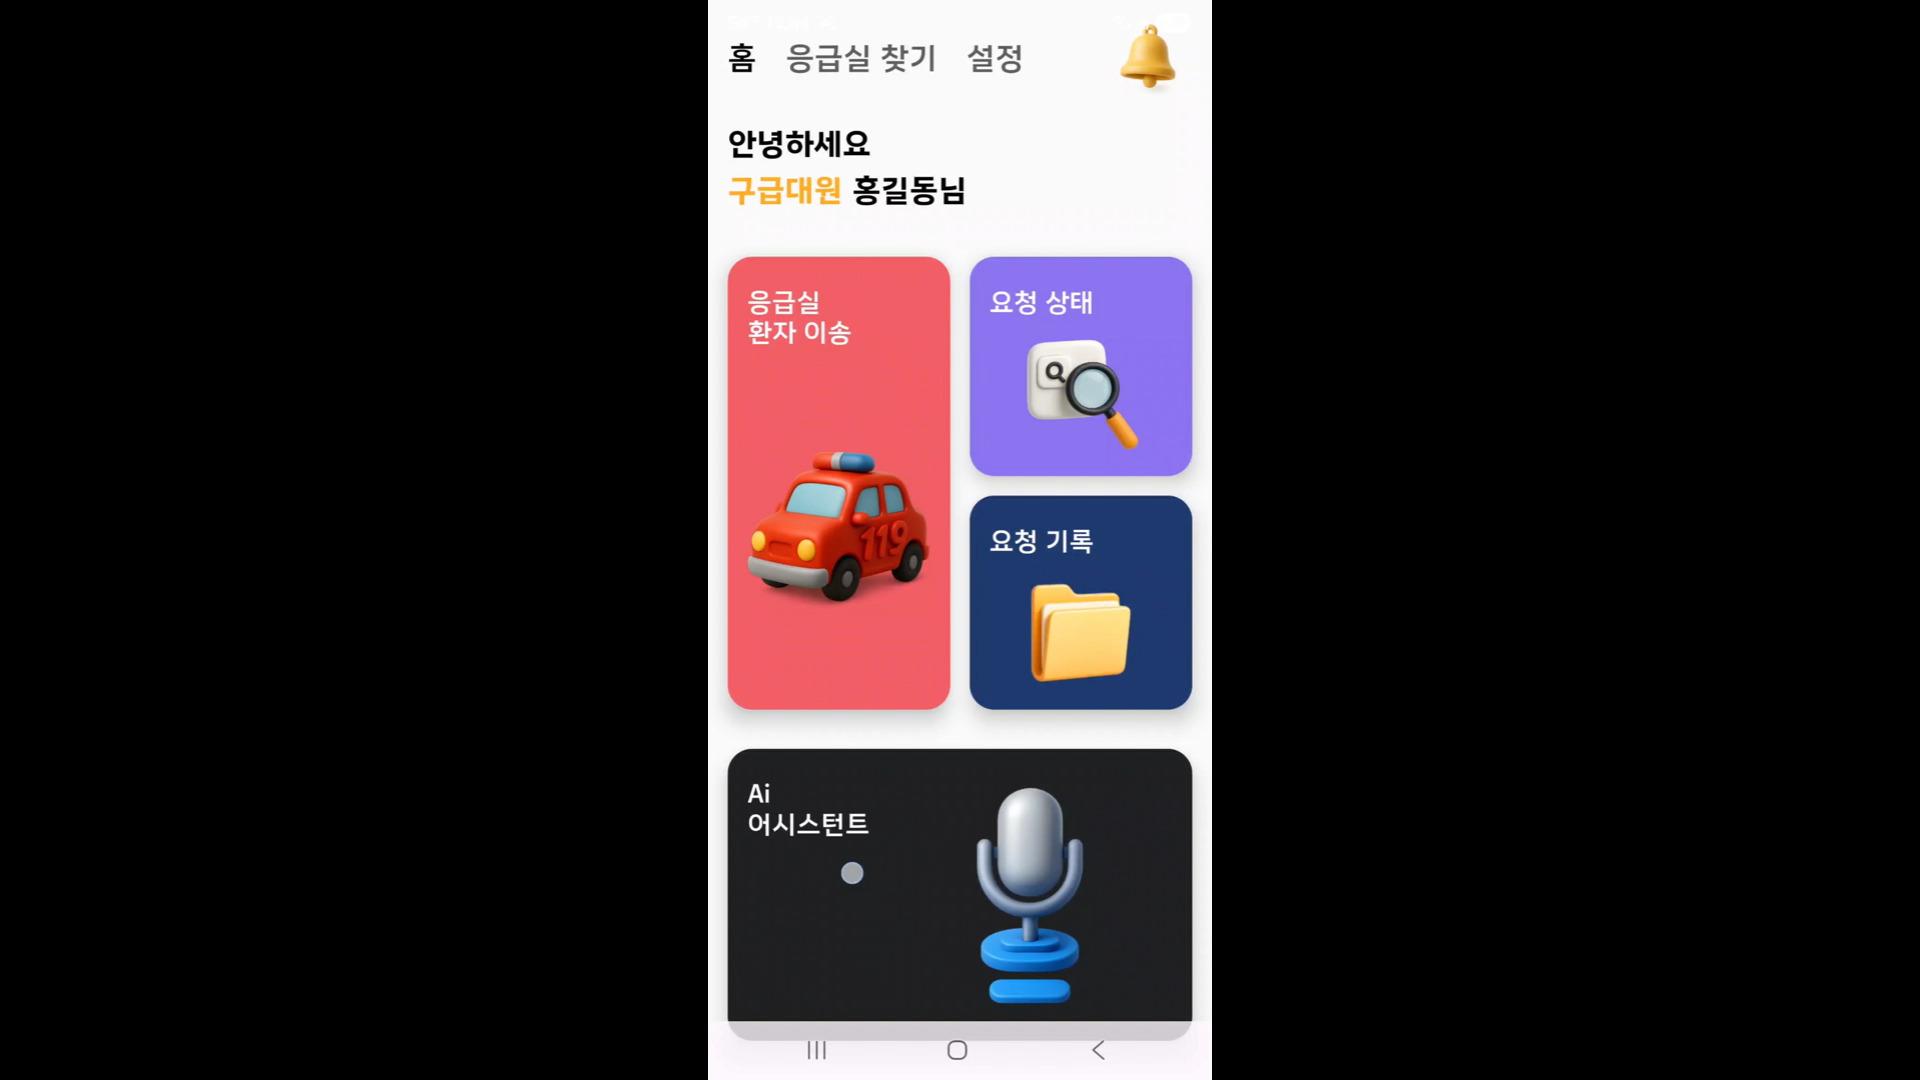 홈 응급실 찾기 설정
안녕하세요
구급대원 홍길동님
응급실
환자 이송
요청 상태
119
요청 기록
Ai
어시스턴트